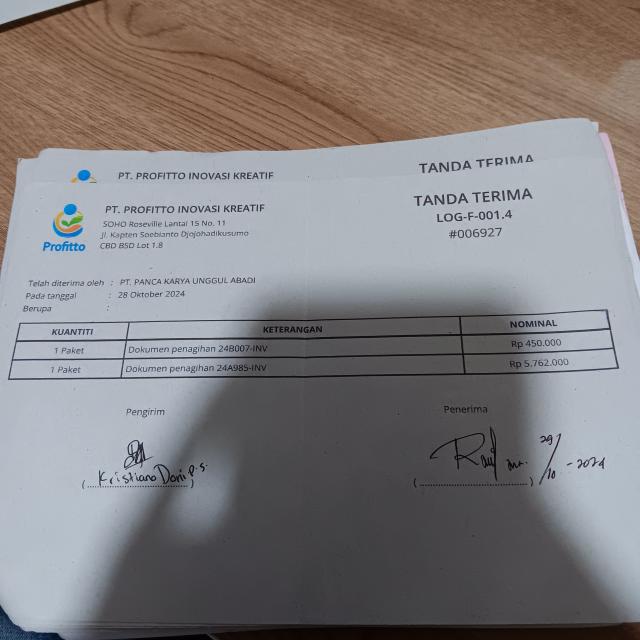 PT. PROFITTO INOVASI KREATIF
TANDA TERIMA
Profitto
PT. PROFITTO INOVASI KREATIF
SOHO Roseville Lantai 15 No. 11
Jl. Kapten Soebianto Djojohadikusumo
CBD BSD Lot 1.8
TANDA TERIMA
LOG-F-001.4
#006927
Telah diterima oleh : PT. PANCA KARYA UNGGUL ABADI
Pada tanggal : 28 Oktober 2024
Berupa :
KUANTITI KETERANGAN NOMINAL
1 Paket Dokumen penagihan 24B007-INV Rp 450.000
1 Paket Dokumen penagihan 24A985-INV Rp 5.762.000
Pengirim Penerima
(Kristiano Doni P.S.)
29/10-2024